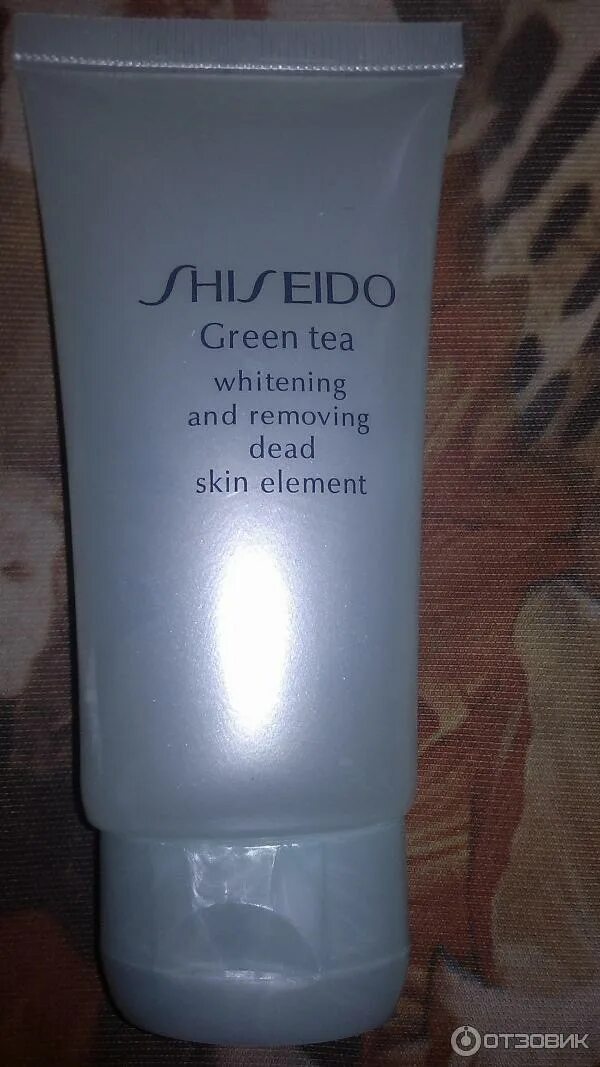 SHISEIDO
Green tea
whitening
and removing
dead
skin element
ОТЗОВИК